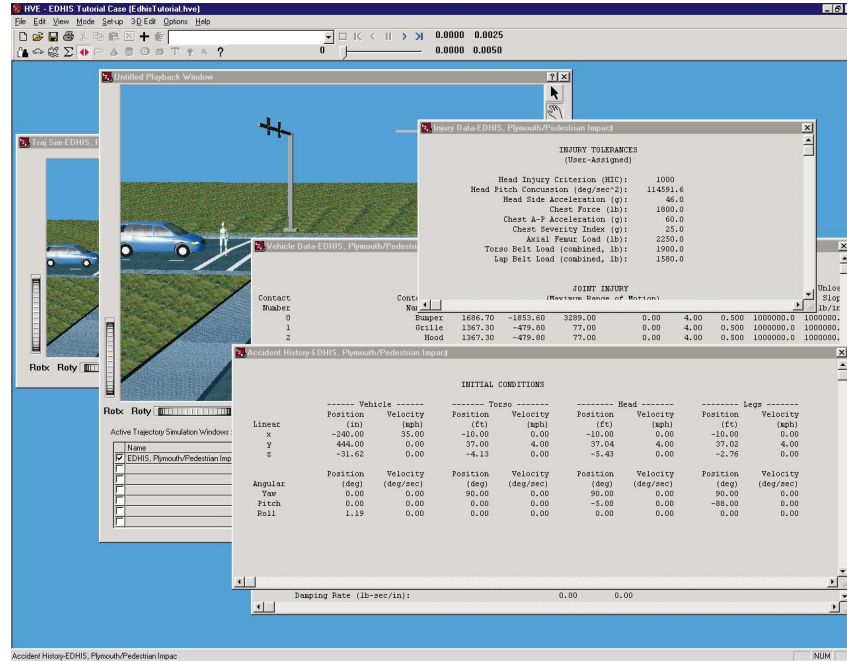 HVE - EDHIS Tutorial Case (EdhisTutorial.hve)
File Edit View Mode Set-up 3-D Edit Options Help
0.0000 0.0025
0 0.0000 0.0050
Untitled Playback Window
Injury Data-EDHIS, Plymouth/Pedestrian Impact
INJURY TOLERANCES
(User-Assigned)
Head Injury Criterion (HIC): 1000
Head Pitch Concussion (deg/sec^2): 114591.6
Head Side Acceleration (g): 46.0
Chest Force (lb): 1800.0
Chest A-P Acceleration (g): 60.0
Chest Severity Index (g): 25.0
Axial Femur Load (lb): 2250.0
Torso Belt Load (combined, lb): 1900.0
Lap Belt Load (combined, lb): 1580.0
JOINT INJURY
(Maximum Range of Motion)
Traj Sim-EDHIS, P
Rotx Roty
Vehicle Data-EDHIS, Plymouth/Pedestri
Contact Conta Unloa
Number Nam Slop
lb/in
0 Bumper 1686.70 -1853.60 3289.00 0.00 4.00 0.500 1000000.0 1000000.
1 Grille 1367.30 -479.80 77.00 0.00 4.00 0.500 1000000.0 1000000.
2 Hood 1367.30 -479.80 77.00 0.00 4.00 0.500 1000000.0 1000000.
Rotx Roty
Active Trajectory Simulation Windows
Name
EDHIS, Plymouth/Pedestrian Imp
Accident History-EDHIS, Plymouth/Pedestrian Impact
INITIAL CONDITIONS
------ Vehicle ------ ------- Torso ------- -------- Head ------- -------- Legs -------
Position Velocity Position Velocity Position Velocity Position Velocity
Linear (in) (mph) (ft) (mph) (ft) (mph) (ft) (mph)
x -240.00 35.00 -10.00 0.00 -10.00 0.00 -10.00 0.00
y 444.00 0.00 37.00 4.00 37.04 4.00 37.02 4.00
z -31.62 0.00 -4.13 0.00 -5.43 0.00 -2.76 0.00
Position Velocity Position Velocity Position Velocity Position Velocity
Angular (deg) (deg/sec) (deg) (deg/sec) (deg) (deg/sec) (deg) (deg/sec)
Yaw 0.00 0.00 90.00 0.00 90.00 0.00 90.00 0.00
Pitch 0.00 0.00 0.00 0.00 -5.00 0.00 -88.00 0.00
Roll 1.19 0.00 0.00 0.00 0.00 0.00 0.00 0.00
Damping Rate (lb-sec/in): 0.00 0.00
Accident History-EDHIS, Plymouth/Pedestrian Impac
NUM